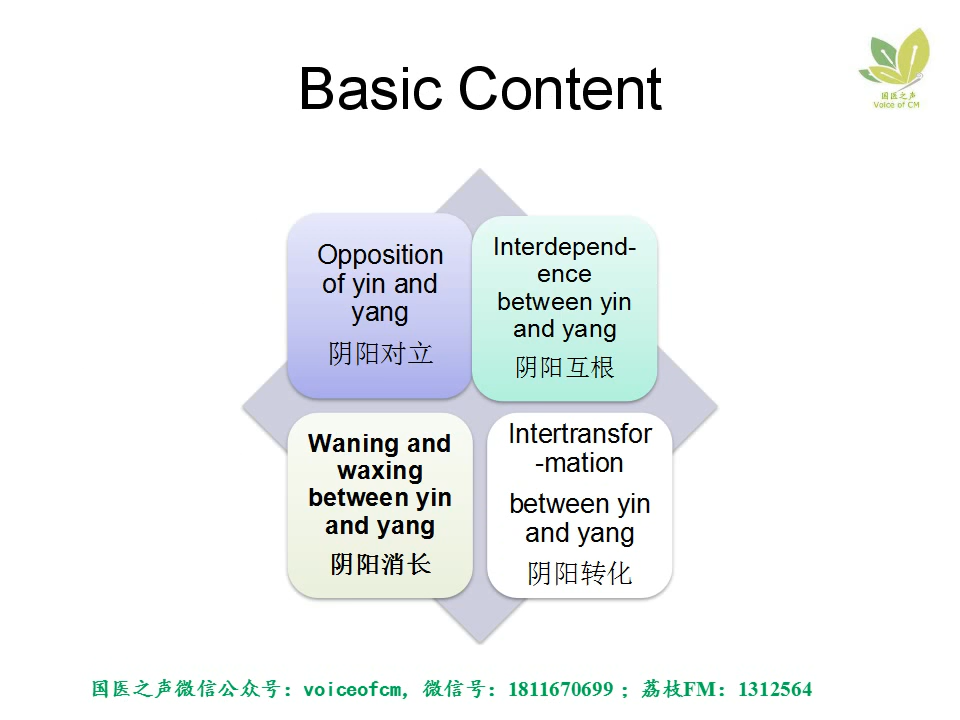 Basic Content
国医之声
Voice of CM
Opposition
of yin and
yang
阴阳对立
Interdepend-
ence
between yin
and yang
阴阳互根
Waning and
waxing
between yin
and yang
阴阳消长
Intertransfor
-mation
between yin
and yang
阴阳转化
国医之声微信公众号：voiceofcm，微信号：1811670699 ；荔枝FM：1312564